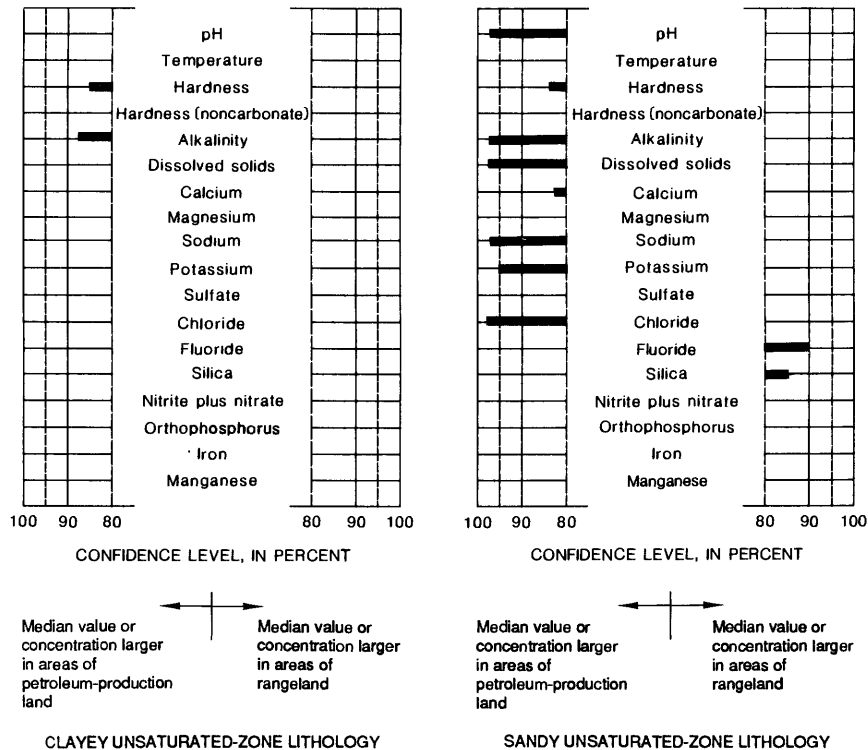 pH
Temperature
Hardness
Hardness (noncarbonate)
Alkalinity
Dissolved solids
Calcium
Magnesium
Sodium
Potassium
Sulfate
Chloride
Fluoride
Silica
Nitrite plus nitrate
Orthophosphorus
Iron
Manganese
100 90 80 80 90 100
CONFIDENCE LEVEL, IN PERCENT
Median value or
concentration larger
in areas of
petroleum-production
land
Median value or
concentration larger
in areas of
rangeland
CLAYEY UNSATURATED-ZONE LITHOLOGY
pH
Temperature
Hardness
Hardness (noncarbonate)
Alkalinity
Dissolved solids
Calcium
Magnesium
Sodium
Potassium
Sulfate
Chloride
Fluoride
Silica
Nitrite plus nitrate
Orthophosphorus
Iron
Manganese
100 90 80 80 90 100
CONFIDENCE LEVEL, IN PERCENT
Median value or
concentration larger
in areas of
petroleum-production
land
Median value or
concentration larger
in areas of
rangeland
SANDY UNSATURATED-ZONE LITHOLOGY